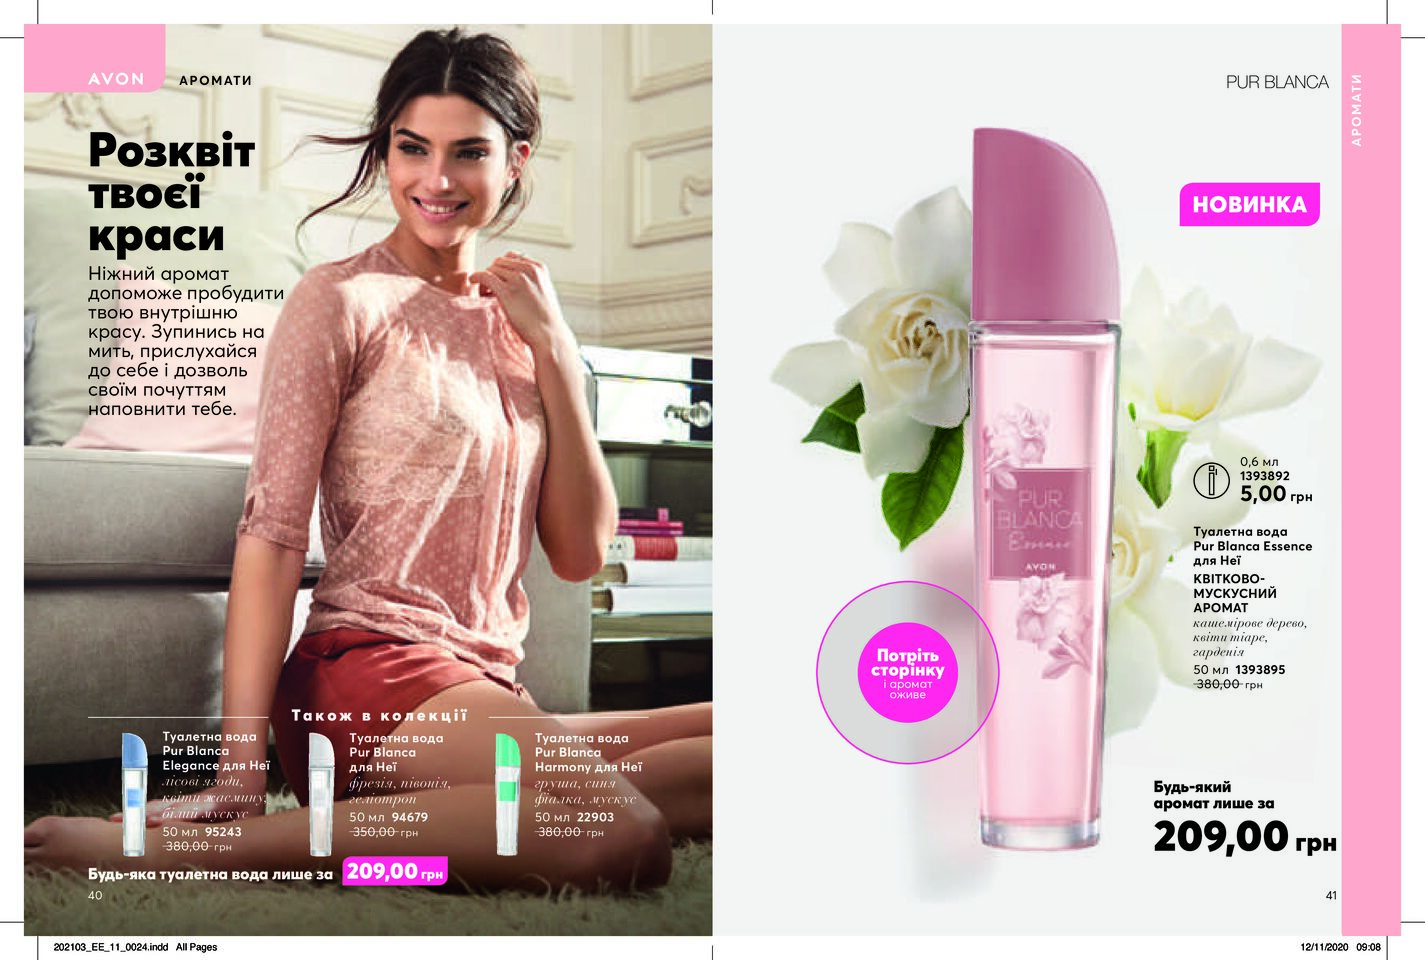 AVON
АРОМАТИ
Розквіт
твоєї
краси
Ніжний аромат
допоможе пробудити
твою внутрішню
красу. Зупинись на
мить, прислухайся
до себе і дозволь
своїм почуттям
наповнити тебе.
Також в колекції
Туалетна вода
Pur Blanca
Elegance для Неї
лісові ягоди,
квіти жасмину,
білий мускус
50 мл 95243
380,00 грн
Туалетна вода
Pur Blanca
для Неї
фрезія, півонія,
геліотроп
50 мл 94679
350,00 грн
Туалетна вода
Pur Blanca
Harmony для Неї
груша, синя
фіалка, мускус
50 мл 22903
380,00 грн
Будь-яка туалетна вода лише за 209,00 грн
40
PUR BLANCA
АРОМАТИ
НОВИНКА
PUR
BLANCA
Essence
AVON
0,6 мл
1393892
5,00 грн
Туалетна вода
Pur Blanca Essence
для Неї
КВІТКОВО-
МУСКУСНИЙ
АРОМАТ
кашемірове дерево,
квіти тіаре,
гарденія
50 мл 1393895
380,00 грн
Потріть
сторінку
і аромат
оживе
Будь-який
аромат лише за
209,00 грн
41
202103_EE_11_0024.indd All Pages
12/11/2020 09:08